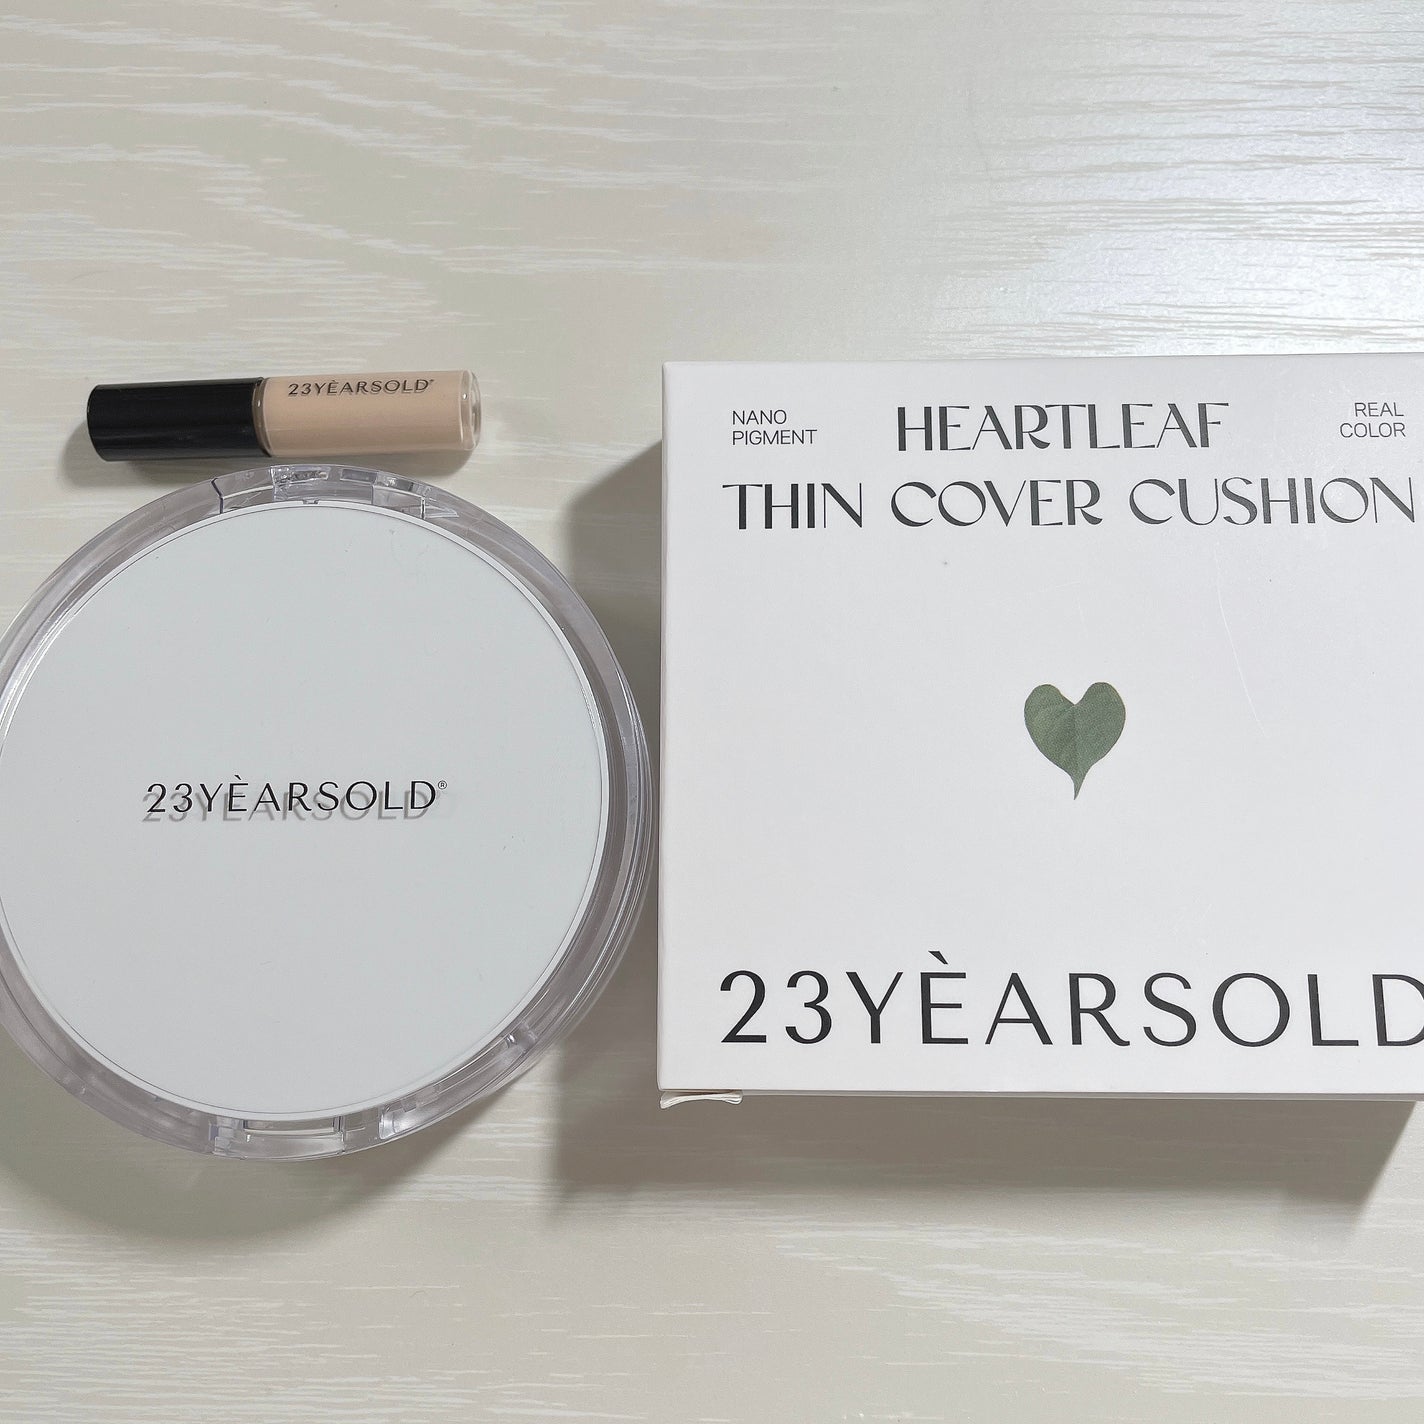 23YÈARSOLD®
23YÈARSOLD®
NANO
PIGMENT
HEARTLEAF
REAL
COLOR
THIN COVER CUSHION
23YÈARSOLD